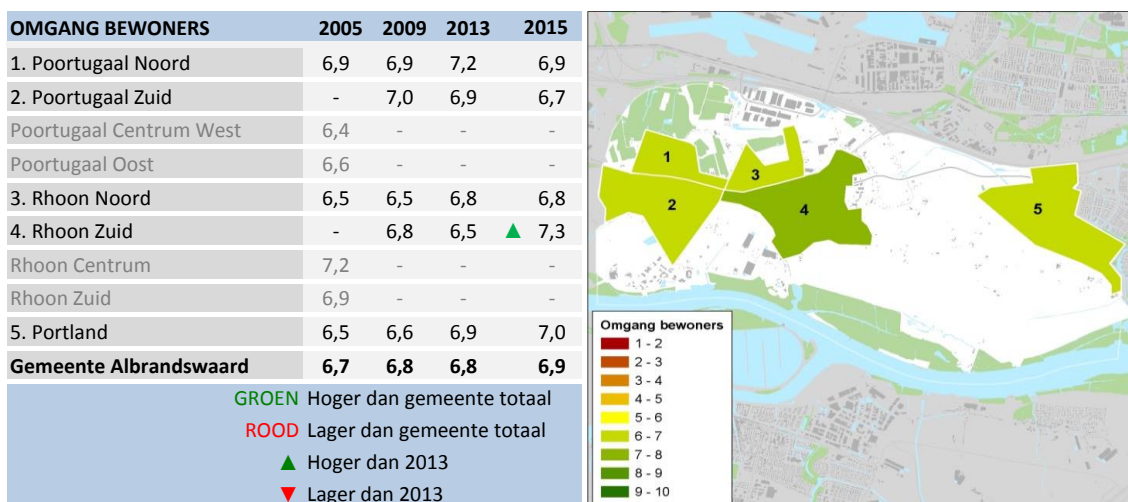 OMGANG BEWONERS 2005 2009 2013 2015
1. Poortugaal Noord 6,9 6,9 7,2 6,9
2. Poortugaal Zuid - 7,0 6,9 6,7
Poortugaal Centrum West 6,4 - - -
Poortugaal Oost 6,6 - - -
3. Rhoon Noord 6,5 6,5 6,8 6,8
4. Rhoon Zuid - 6,8 6,5 ▲ 7,3
Rhoon Centrum 7,2 - - -
Rhoon Zuid 6,9 - - -
5. Portland 6,5 6,6 6,9 7,0
Gemeente Albrandswaard 6,7 6,8 6,8 6,9
GROEN Hoger dan gemeente totaal
ROOD Lager dan gemeente totaal
▲ Hoger dan 2013
▼ Lager dan 2013
1
2
3
4
5
Omgang bewoners
1 - 2
2 - 3
3 - 4
4 - 5
5 - 6
6 - 7
7 - 8
8 - 9
9 - 10